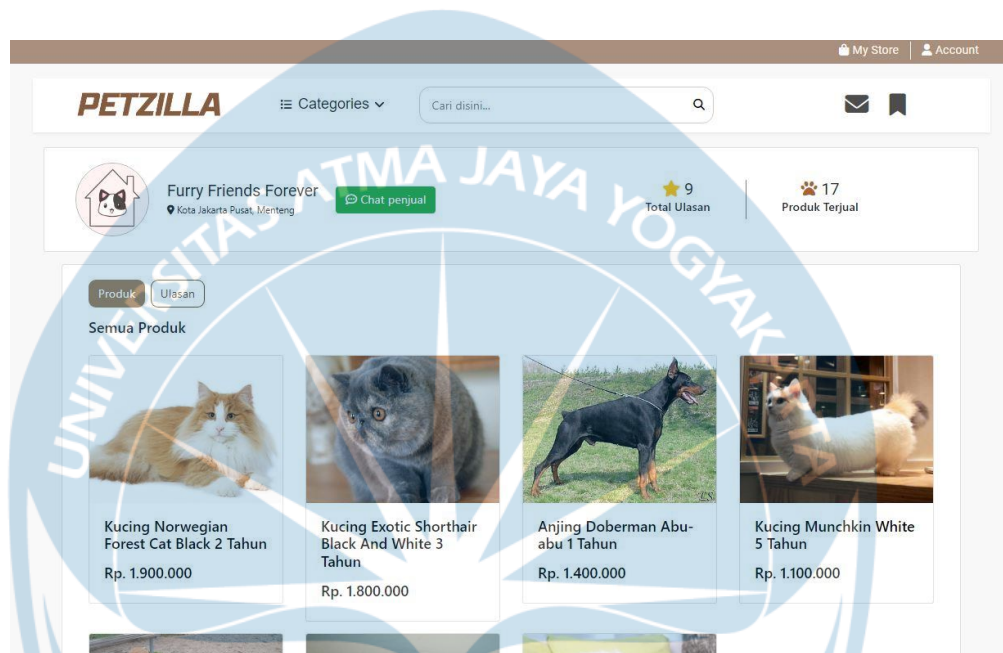 My Store
Account
PETZILLA
Categories
Cari disini...
Furry Friends Forever
Kota Jakarta Pusat, Menteng
Chat penjual
9
Total Ulasan
17
Produk Terjual
UNIVERSITAS ATMA JAYA YOGYAKARTA
Produk
Ulasan
Semua Produk
Kucing Norwegian
Forest Cat Black 2 Tahun
Rp. 1.900.000
Kucing Exotic Shorthair
Black And White 3
Tahun
Rp. 1.800.000
Anjing Doberman Abu-
abu 1 Tahun
Rp. 1.400.000
Kucing Munchkin White
5 Tahun
Rp. 1.100.000